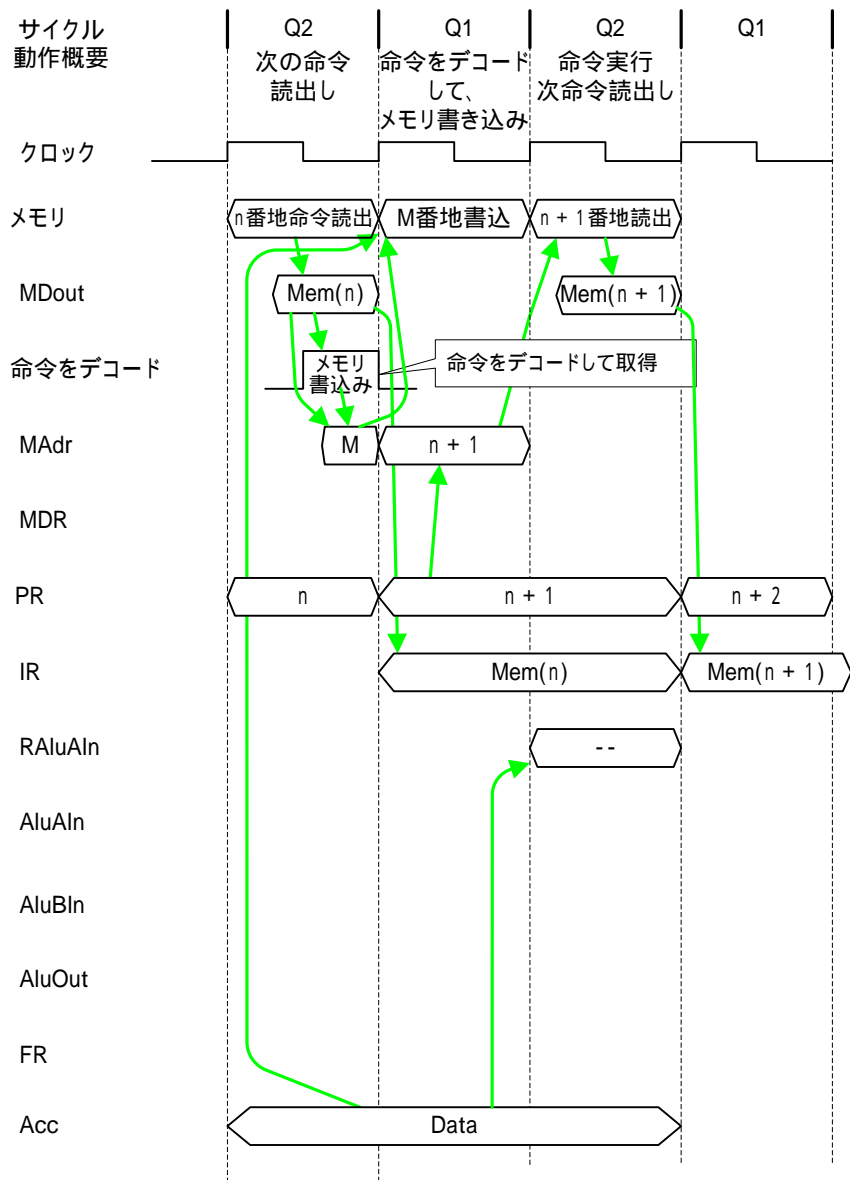 サイクル
動作概要
Q2
次の命令
読出し
Q1
命令をデコード
して、
メモリ書き込み
Q2
命令実行
次命令読出し
Q1
クロック
メモリ
n番地命令読出
M番地書込
n + 1番地読出
MDout
Mem(n)
Mem(n + 1)
命令をデコード
メモリ
書込み
命令をデコードして取得
MAdr
M
n + 1
MDR
PR
n
n + 1
n + 2
IR
Mem(n)
Mem(n + 1)
RAluAIn
--
AluAIn
AluBIn
AluOut
FR
Acc
Data